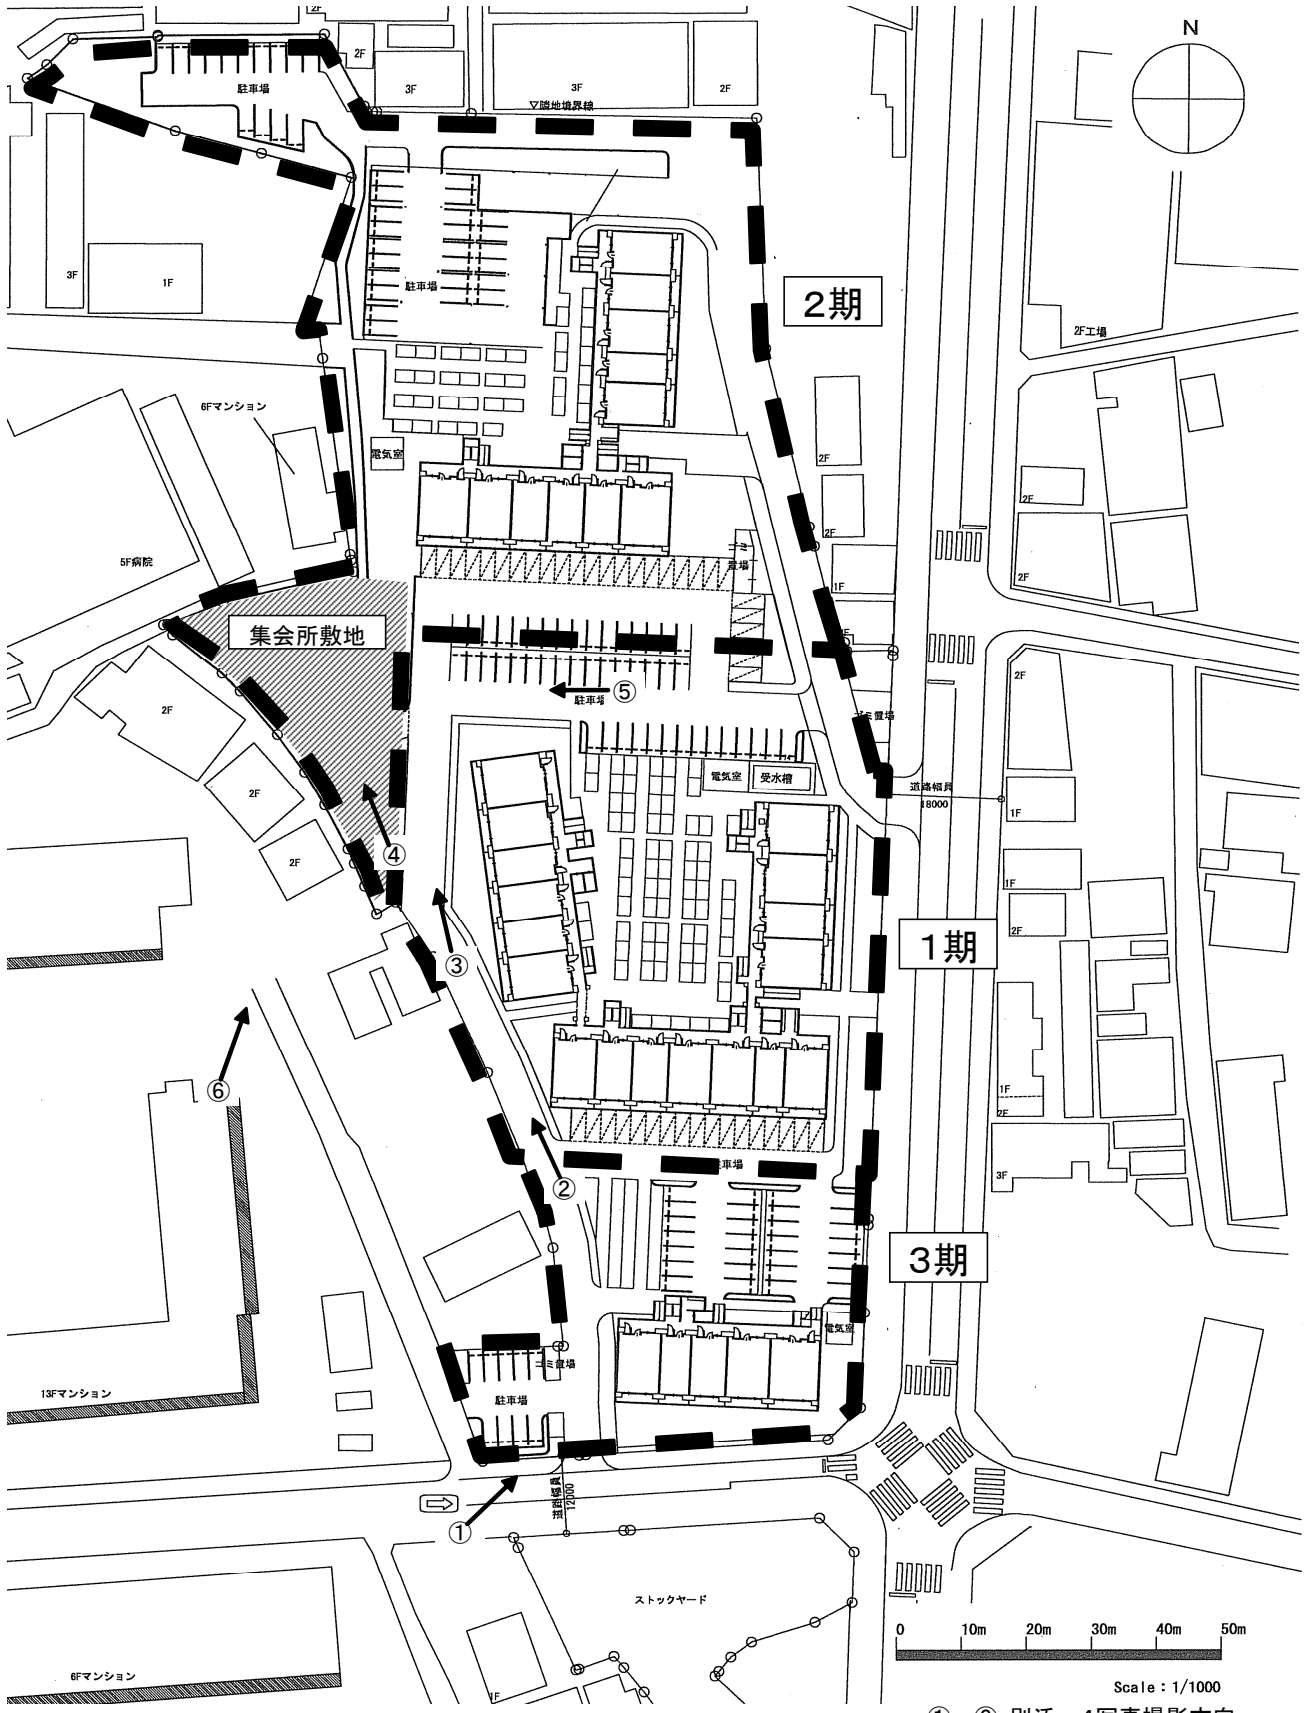 2F
N
2F
3F
3F
2F
駐車場
▽隣地境界線
3F
1F
駐車場
2期
2F工場
6Fマンション
電気室
2F
2F
2F
5F病院
置場
1F
2F
集会所敷地
2F
⑤
駐車場
2F
ゴミ置場
電気室
受水槽
道路幅員
18000
2F
1F
④
2F
1F
③
1期
2F
⑥
1F
2F
駐車場
3F
②
3期
電気室
ゴミ置場
13Fマンション
駐車場
道路幅員
12000
①
ストックヤード
0 10m 20m 30m 40m 50m
6Fマンション
1F
Scale：1/1000